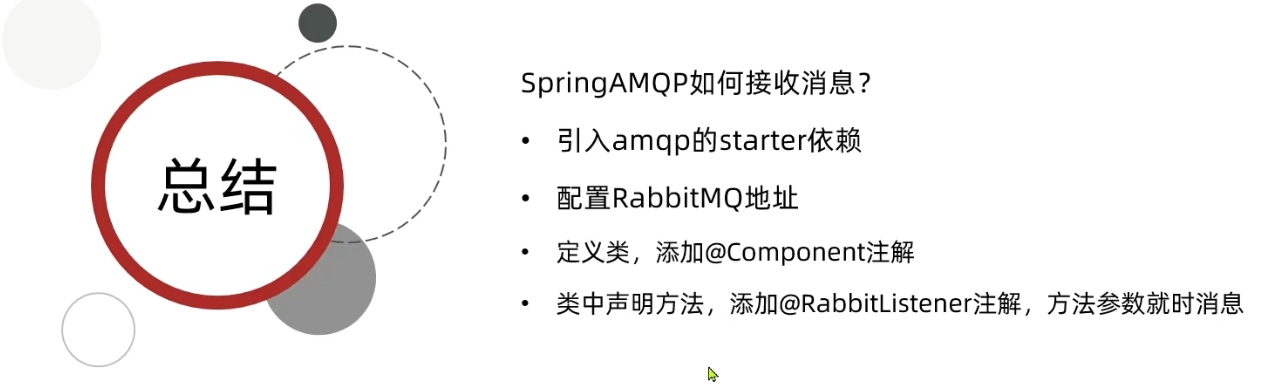 总结
SpringAMQP如何接收消息？
• 引入amqp的starter依赖
• 配置RabbitMQ地址
• 定义类，添加@Component注解
• 类中声明方法，添加@RabbitListener注解，方法参数就时消息